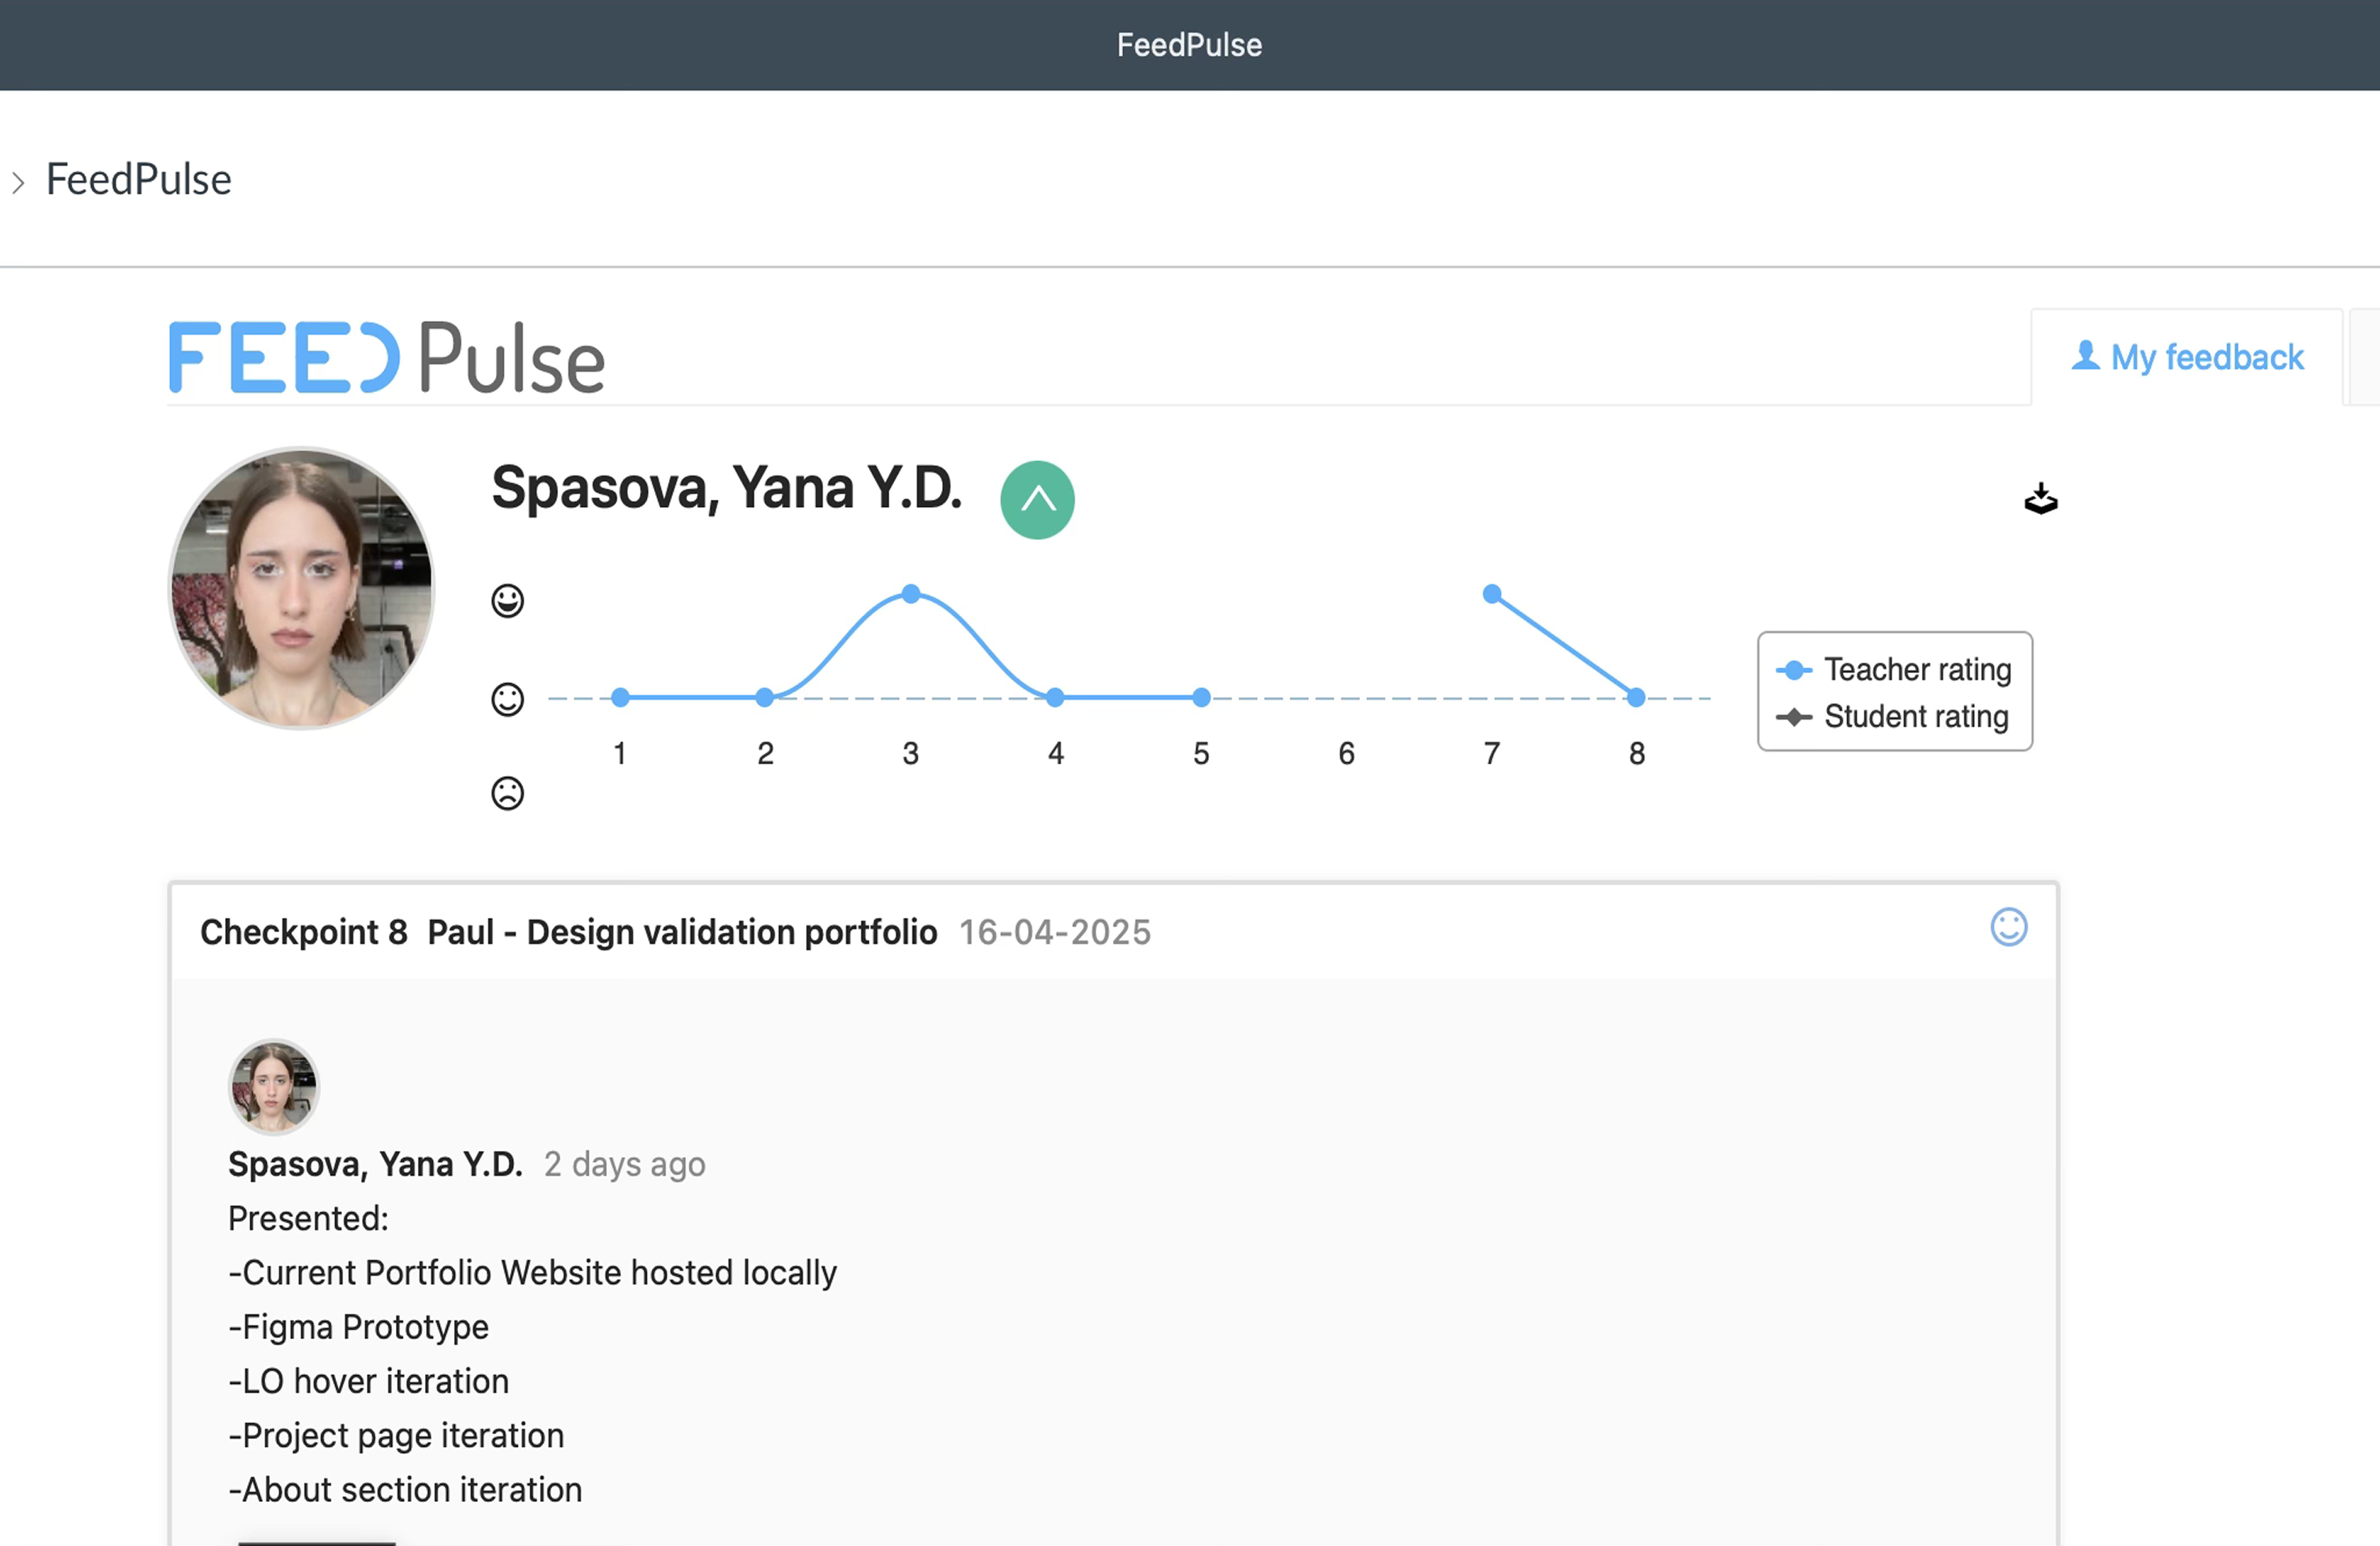 FeedPulse
FeedPulse
FEED Pulse
My feedback
Spasova, Yana Y.D.
Teacher rating
Student rating
1 2 3 4 5 6 7 8
Checkpoint 8 Paul - Design validation portfolio 16-04-2025
Spasova, Yana Y.D. 2 days ago
Presented:
-Current Portfolio Website hosted locally
-Figma Prototype
-LO hover iteration
-Project page iteration
-About section iteration